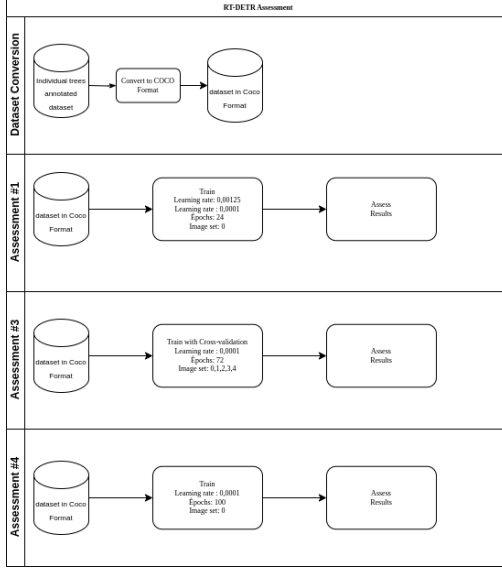 RT-DETR Assessment
Dataset Conversion
Individual trees
annotated
dataset
Convert to COCO
Format
dataset in Coco
Format
Assessment #1
dataset in Coco
Format
Train
Learning rate: 0,00125
Learning rate : 0,0001
Épochs: 24
Image set: 0
Assess
Results
Assessment #3
dataset in Coco
Format
Train with Cross-validation
Learning rate : 0,0001
Épochs: 72
Image set: 0,1,2,3,4
Assess
Results
Assessment #4
dataset in Coco
Format
Train
Learning rate : 0,0001
Épochs: 100
Image set: 0
Assess
Results